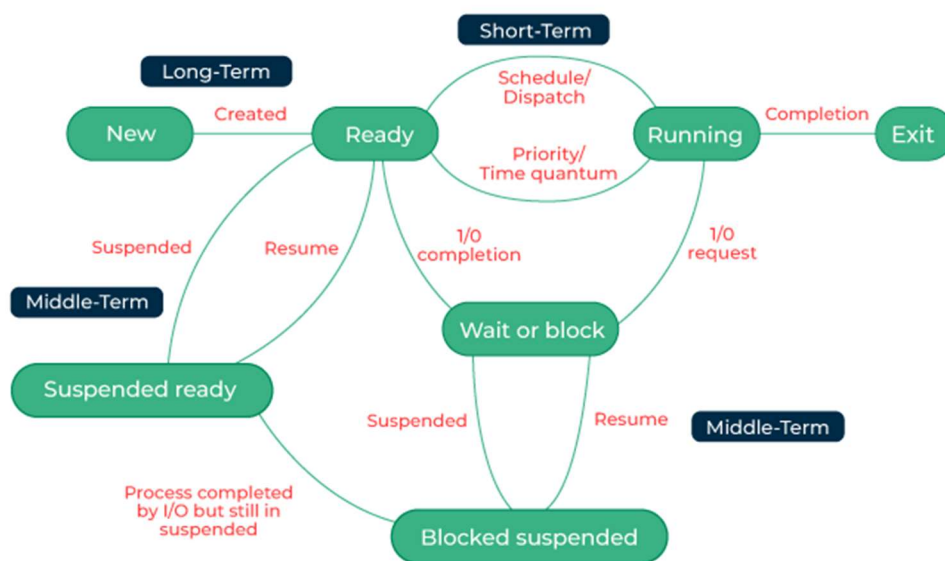 Short-Term
Long-Term
Schedule/
Dispatch
Created
Completion
New
Ready
Running
Exit
Priority/
Time quantum
Suspended
Resume
1/0
completion
1/0
request
Middle-Term
Wait or block
Suspended ready
Suspended
Resume
Middle-Term
Process completed
by I/O but still in
suspended
Blocked suspended